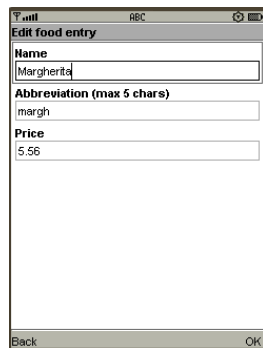 ABC
Edit food entry
Name
Margherita
Abbreviation (max 5 chars)
margh
Price
5.56
Back OK